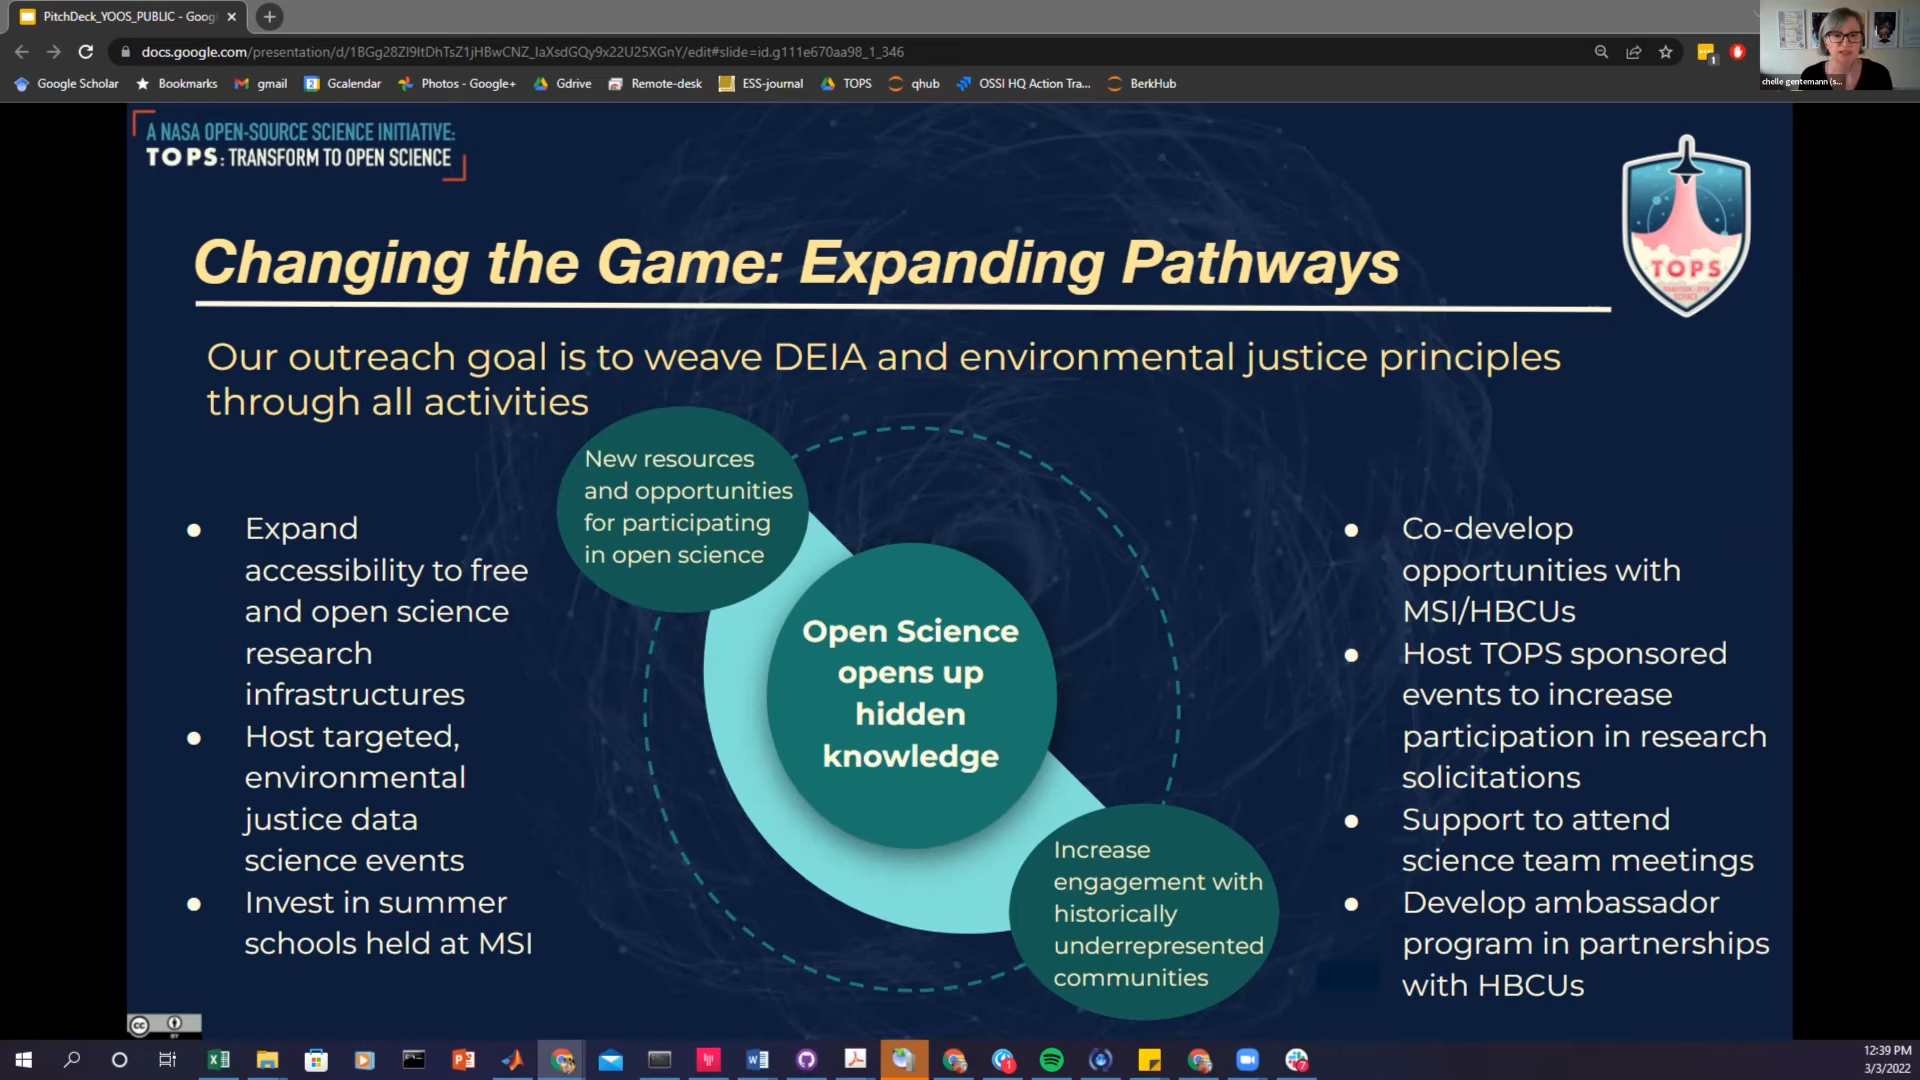 PitchDeck_YOOS_PUBLIC - Goog
docs.google.com/presentation/d/1BGg28ZI9ItDhTsZ1jHBwCNZ_IaXsdGQy9x22U25XGnY/edit#slide=id.g111e670aa98_1_346
Google Scholar
Bookmarks
gmail
Gcalendar
Photos - Google+
Gdrive
Remote-desk
ESS-journal
TOPS
qhub
OSSI HQ Action Tra...
BerkHub
chelle gentemann (s...
A NASA OPEN-SOURCE SCIENCE INITIATIVE:
TOPS: TRANSFORM TO OPEN SCIENCE
TOPS
Changing the Game: Expanding Pathways
Our outreach goal is to weave DEIA and environmental justice principles
through all activities
New resources
and opportunities
for participating
in open science
● Expand
accessibility to free
and open science
research
infrastructures
● Host targeted,
environmental
justice data
science events
● Invest in summer
schools held at MSI
Open Science
opens up
hidden
knowledge
Increase
engagement with
historically
underrepresented
communities
● Co-develop
opportunities with
MSI/HBCUs
● Host TOPS sponsored
events to increase
participation in research
solicitations
● Support to attend
science team meetings
● Develop ambassador
program in partnerships
with HBCUs
cc
BY
12:39 PM
3/3/2022